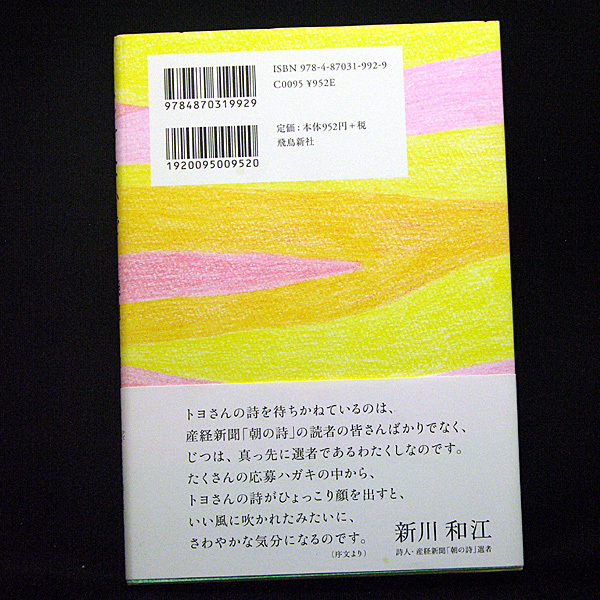 ISBN 978-4-87031-992-9
C0095 ¥952E
9784870319929
定価：本体952円＋税
飛鳥新社
1920095009520
トヨさんの詩を待ちかねているのは、
産経新聞「朝の詩」の読者の皆さんばかりでなく、
じつは、真っ先に選者であるわたくしなのです。
たくさんの応募ハガキの中から、
トヨさんの詩がひょっこり顔を出すと、
いい風に吹かれたみたいに、
さわやかな気分になるのです。
（序文より）
新川 和江
詩人・産経新聞「朝の詩」選者